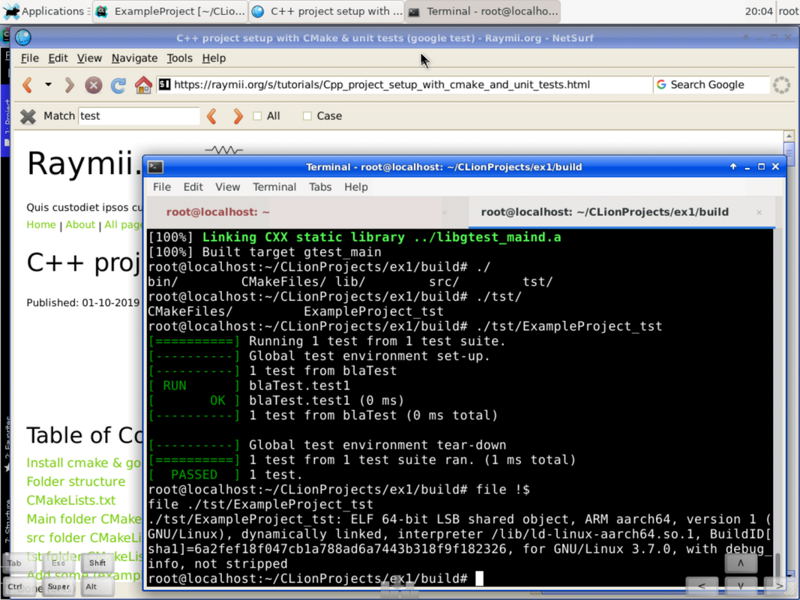 Applications
ExampleProject [~/CLio...
C++ project setup with ...
Terminal - root@localho...
20:04
root
C++ project setup with CMake & unit tests (google test) - Raymii.org - NetSurf
File Edit View Navigate Tools Help
https://raymii.org/s/tutorials/Cpp_project_setup_with_cmake_and_unit_tests.html
Search Google
Match test All Case
Raymii.
Quis custodiet ipsos cu
Home | About | All pag
C++ proj
Published: 01-10-2019
Table of Co
Install cmake & go
Folder structure
CMakeLists.txt
Main folder CMake
src folder CMakeLi
tst folder CMakeLis
Add some (examp
Terminal - root@localhost: ~/CLionProjects/ex1/build
File Edit View Terminal Tabs Help
root@localhost: ~
root@localhost: ~/CLionProjects/ex1/build
[100%] Linking CXX static library ../libgtest_maind.a
[100%] Built target gtest_main
root@localhost:~/CLionProjects/ex1/build# ./
bin/ CMakeFiles/ lib/ src/ tst/
root@localhost:~/CLionProjects/ex1/build# ./tst/
CMakeFiles/ ExampleProject_tst
root@localhost:~/CLionProjects/ex1/build# ./tst/ExampleProject_tst
[==========] Running 1 test from 1 test suite.
[----------] Global test environment set-up.
[----------] 1 test from blaTest
[ RUN      ] blaTest.test1
[       OK ] blaTest.test1 (0 ms)
[----------] 1 test from blaTest (0 ms total)
[----------] Global test environment tear-down
[==========] 1 test from 1 test suite ran. (1 ms total)
[  PASSED  ] 1 test.
root@localhost:~/CLionProjects/ex1/build# file !$
file ./tst/ExampleProject_tst
./tst/ExampleProject_tst: ELF 64-bit LSB shared object, ARM aarch64, version 1 (
GNU/Linux), dynamically linked, interpreter /lib/ld-linux-aarch64.so.1, BuildID[
sha1]=6a2fef18f047cb1a788ad6a7443b318f9f182326, for GNU/Linux 3.7.0, with debug_
info, not stripped
root@localhost:~/CLionProjects/ex1/build#
Tab Esc Shft
Ctrl Super Alt